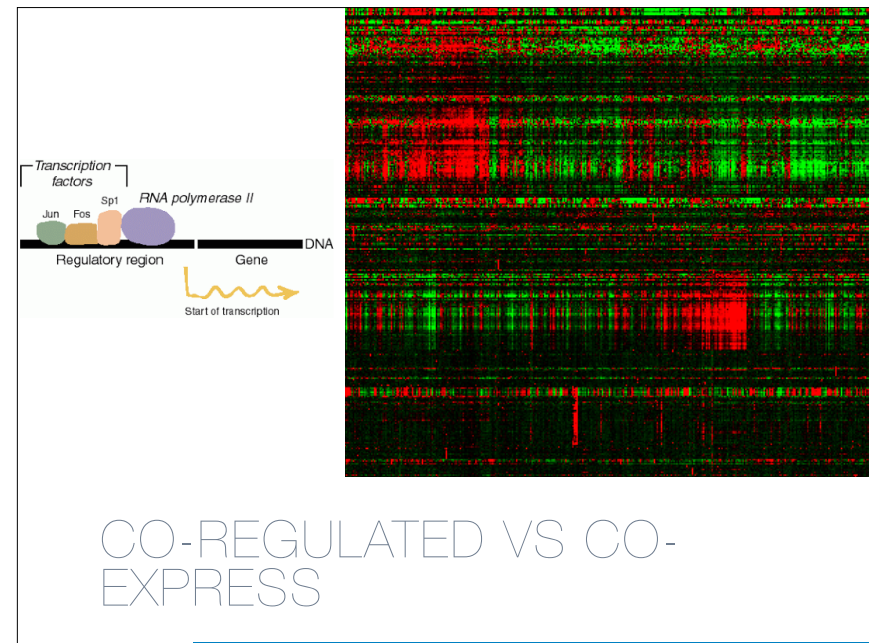 Transcription
factors
Sp1
RNA polymerase II
Jun
Fos
DNA
Regulatory region
Gene
Start of transcription
CO-REGULATED VS CO-
EXPRESS